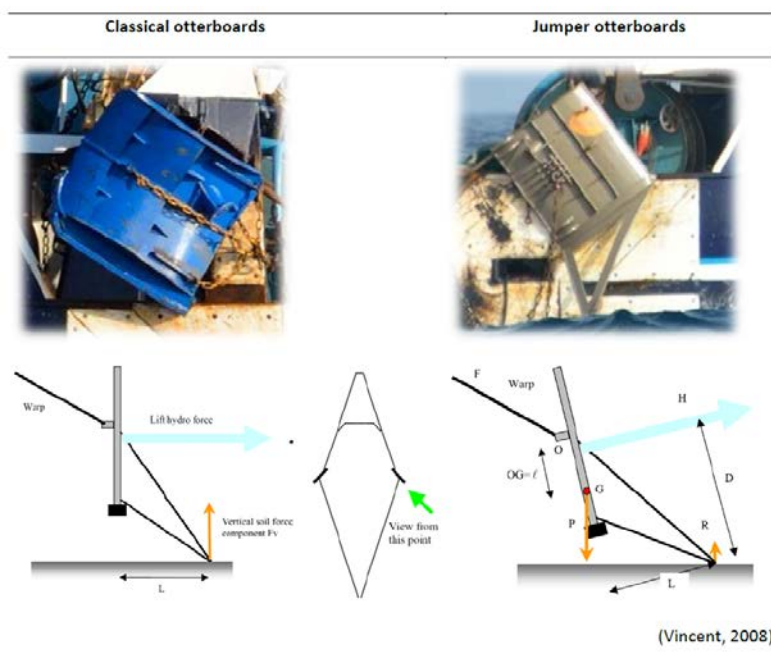 Classical otterboards
Jumper otterboards
Warp
Lift hydro force
Vertical soil force
component Fv
L
View from
this point
F
Warp
H
O
OG= ℓ
G
D
P
R
L
(Vincent, 2008)